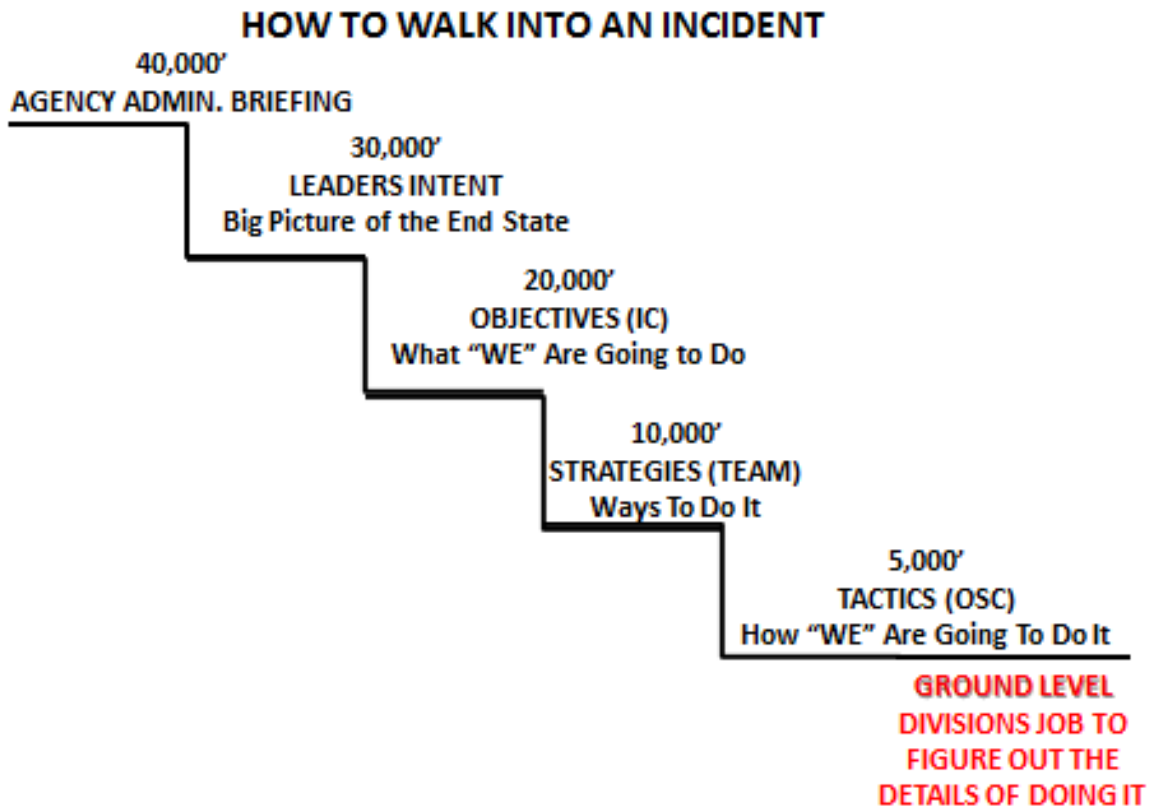 HOW TO WALK INTO AN INCIDENT
40,000’
AGENCY ADMIN. BRIEFING
30,000’
LEADERS INTENT
Big Picture of the End State
20,000’
OBJECTIVES (IC)
What “WE” Are Going to Do
10,000’
STRATEGIES (TEAM)
Ways To Do It
5,000’
TACTICS (OSC)
How “WE” Are Going To Do It
GROUND LEVEL
DIVISIONS JOB TO
FIGURE OUT THE
DETAILS OF DOING IT